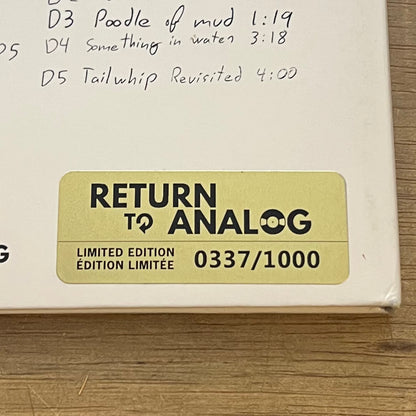 D3 Poodle of mud 1:19
D5
D4 Something in water 3:18
D5 Tailwhip Revisited 4:00
RETURN
TO ANALOG
LIMITED EDITION
ÉDITION LIMITÉE
0337/1000
G